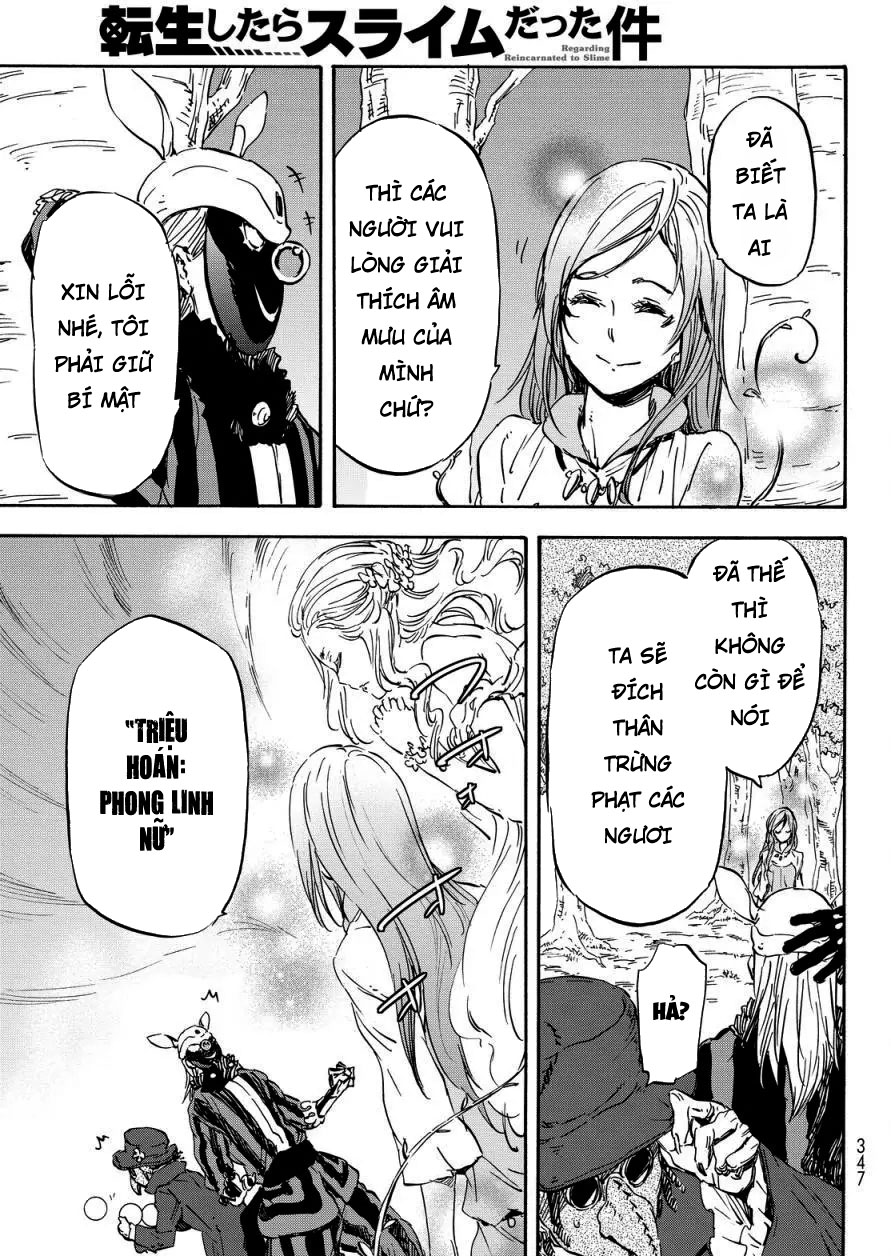 転生したらスライムだった件
Regarding
Reincarnated to Slime
ĐÃ
BIẾT
TA LÀ
AI
THÌ CÁC
NGƯỜI VUI
LÒNG GIẢI
THÍCH ÂM
MƯU CỦA
MÌNH
CHỨ?
XIN LỖI
NHÉ, TÔI
PHẢI GIỮ
BÍ MẬT
ĐÃ THẾ
THÌ
KHÔNG
CÒN GÌ ĐỂ
NÓI
TA SẼ
ĐÍCH
THÂN
TRỪNG
PHẠT CÁC
NGƯƠI
HẢ?
"TRIỆU
HOÁN:
PHONG LINH
NỮ"
347